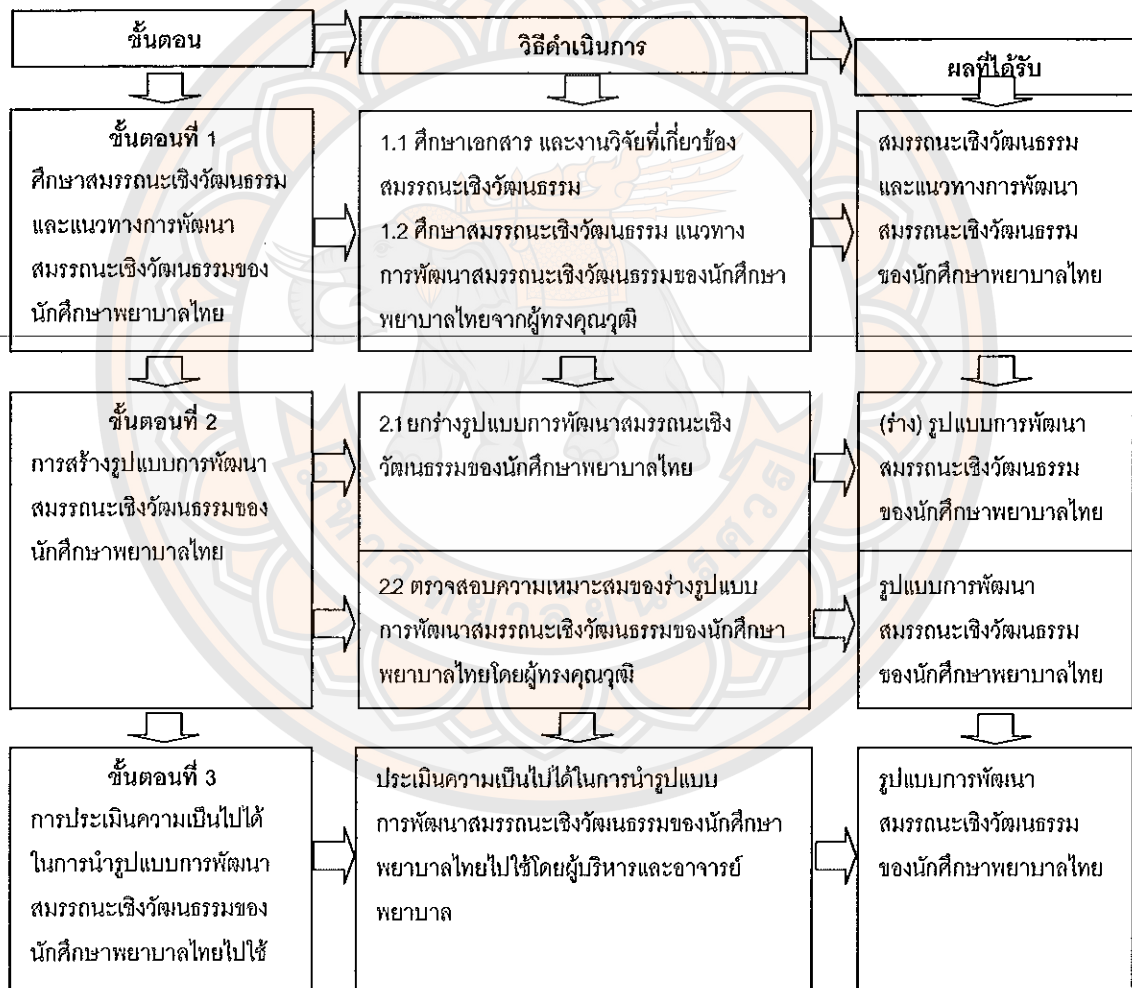 ขั้นตอน
วิธีดำเนินการ
ผลที่ได้รับ
ขั้นตอนที่ 1
ศึกษาสมรรถนะเชิงวัฒนธรรม
และแนวทางการพัฒนา
สมรรถนะเชิงวัฒนธรรมของ
นักศึกษาพยาบาลไทย
1.1 ศึกษาเอกสาร และงานวิจัยที่เกี่ยวข้อง
สมรรถนะเชิงวัฒนธรรม
1.2 ศึกษาสมรรถนะเชิงวัฒนธรรม แนวทาง
การพัฒนาสมรรถนะเชิงวัฒนธรรมของนักศึกษา
พยาบาลไทยจากผู้ทรงคุณวุฒิ
สมรรถนะเชิงวัฒนธรรม
และแนวทางการพัฒนา
สมรรถนะเชิงวัฒนธรรม
ของนักศึกษาพยาบาลไทย
ขั้นตอนที่ 2
การสร้างรูปแบบการพัฒนา
สมรรถนะเชิงวัฒนธรรมของ
นักศึกษาพยาบาลไทย
2.1 ยกร่างรูปแบบการพัฒนาสมรรถนะเชิง
วัฒนธรรมของนักศึกษาพยาบาลไทย
(ร่าง) รูปแบบการพัฒนา
สมรรถนะเชิงวัฒนธรรม
ของนักศึกษาพยาบาลไทย
2.2 ตรวจสอบความเหมาะสมของร่างรูปแบบ
การพัฒนาสมรรถนะเชิงวัฒนธรรมของนักศึกษา
พยาบาลไทยโดยผู้ทรงคุณวุฒิ
รูปแบบการพัฒนา
สมรรถนะเชิงวัฒนธรรม
ของนักศึกษาพยาบาลไทย
ขั้นตอนที่ 3
การประเมินความเป็นไปได้
ในการนำรูปแบบการพัฒนา
สมรรถนะเชิงวัฒนธรรมของ
นักศึกษาพยาบาลไทยไปใช้
ประเมินความเป็นไปได้ในการนำรูปแบบ
การพัฒนาสมรรถนะเชิงวัฒนธรรมของนักศึกษา
พยาบาลไทยไปใช้โดยผู้บริหารและอาจารย์
พยาบาล
รูปแบบการพัฒนา
สมรรถนะเชิงวัฒนธรรม
ของนักศึกษาพยาบาลไทย
มหาวิทยาลัยนเรศวร